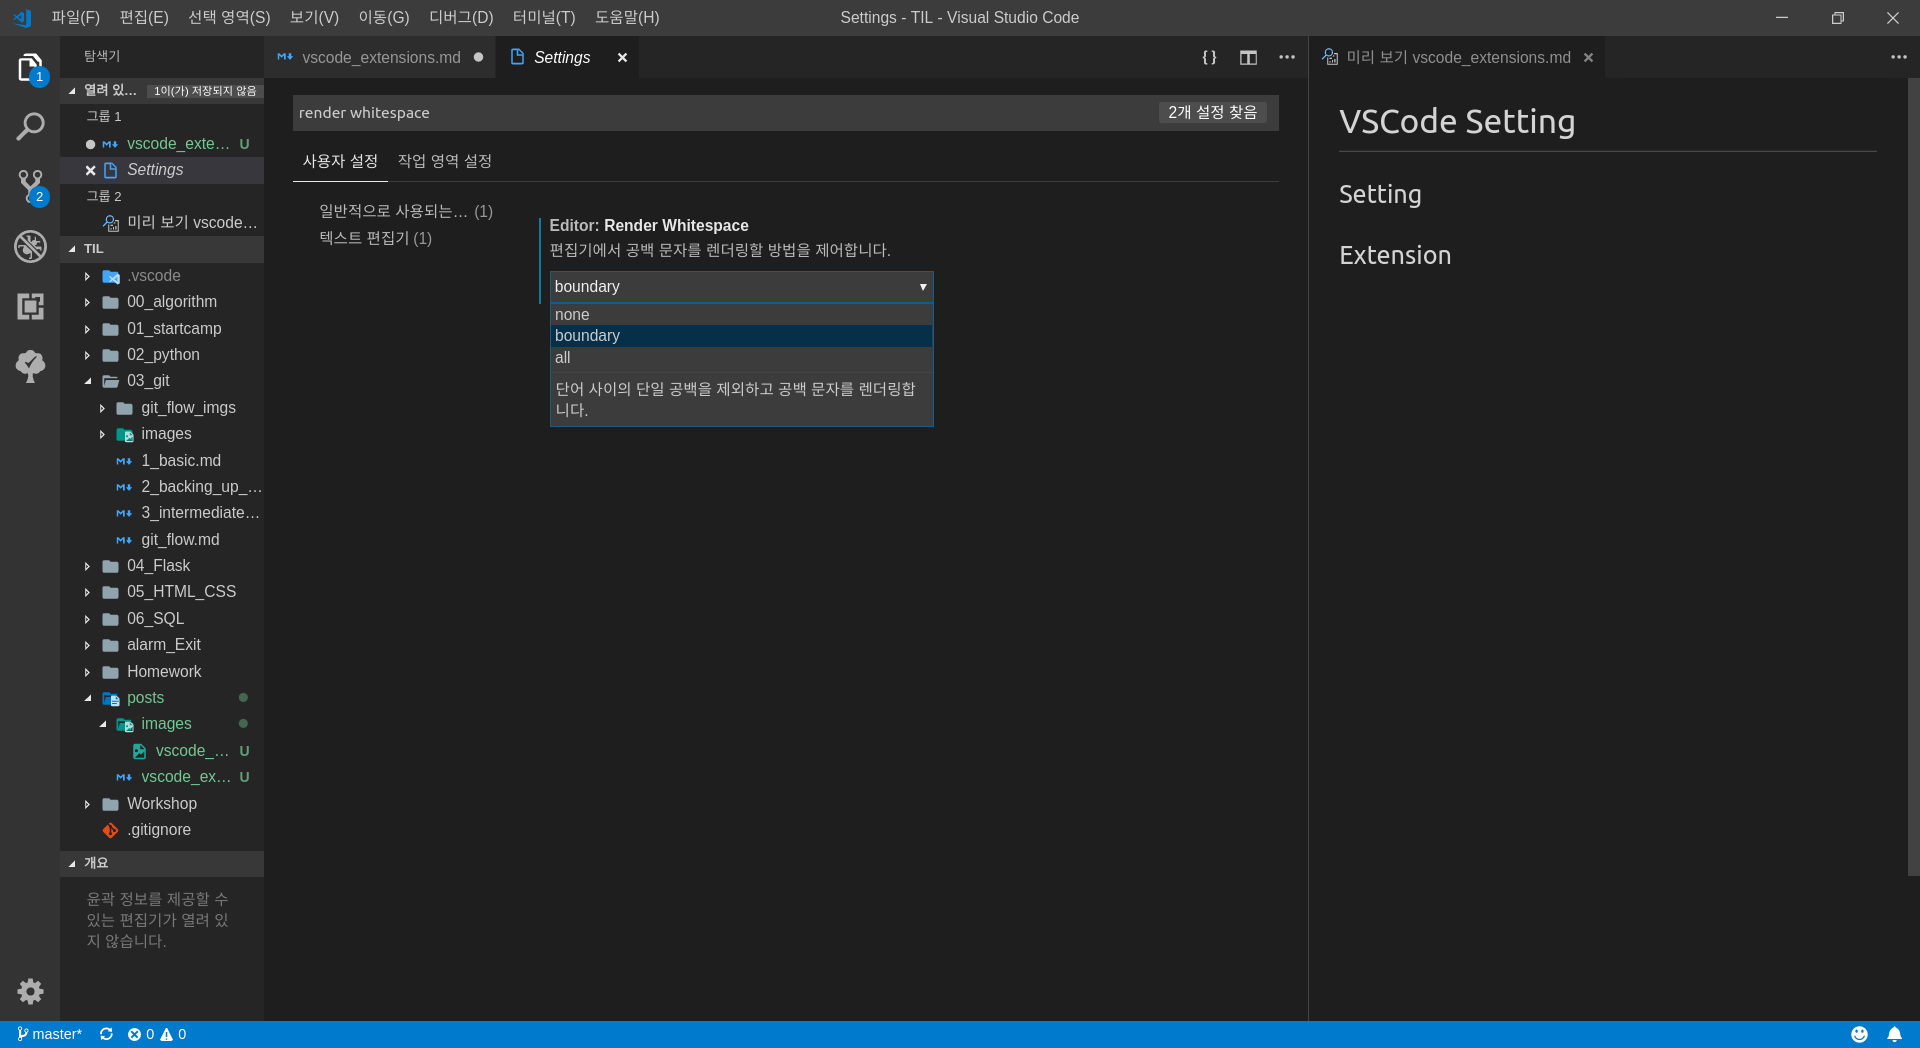 파일(F) 편집(E) 선택 영역(S) 보기(V) 이동(G) 디버그(D) 터미널(T) 도움말(H) Settings - TIL - Visual Studio Code
탐색기
열려 있... 1이(가) 저장되지 않음
그룹 1
vscode_exte... U
Settings
그룹 2
미리 보기 vscode...
TIL
.vscode
00_algorithm
01_startcamp
02_python
03_git
git_flow_imgs
images
1_basic.md
2_backing_up_...
3_intermediate...
git_flow.md
04_Flask
05_HTML_CSS
06_SQL
alarm_Exit
Homework
posts
images
vscode_... U
vscode_ex... U
Workshop
.gitignore
개요
윤곽 정보를 제공할 수
있는 편집기가 열려 있
지 않습니다.
1
2
vscode_extensions.md
Settings
render whitespace 2개 설정 찾음
사용자 설정 작업 영역 설정
일반적으로 사용되는... (1)
텍스트 편집기 (1)
Editor: Render Whitespace
편집기에서 공백 문자를 렌더링할 방법을 제어합니다.
boundary
none
boundary
all
단어 사이의 단일 공백을 제외하고 공백 문자를 렌더링합
니다.
미리 보기 vscode_extensions.md
VSCode Setting
Setting
Extension
master* 0 0